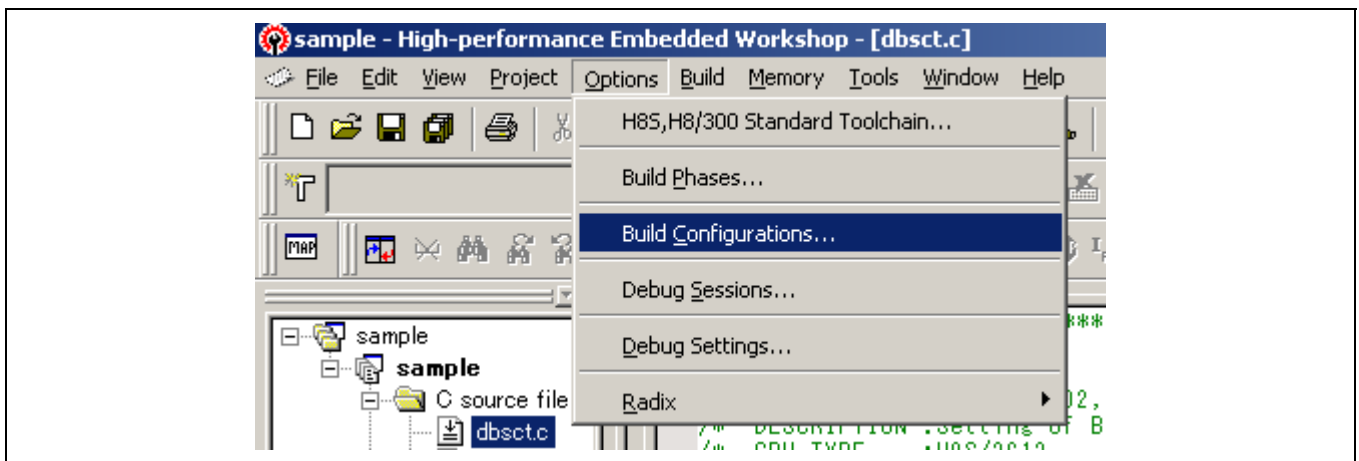 sample - High-performance Embedded Workshop - [dbsct.c]
File Edit View Project Options Build Memory Tools Window Help
H8S,H8/300 Standard Toolchain...
Build Phases...
MAP
Build Configurations...
Debug Sessions...
sample
Debug Settings...
sample
C source file
Radix
dbsct.c